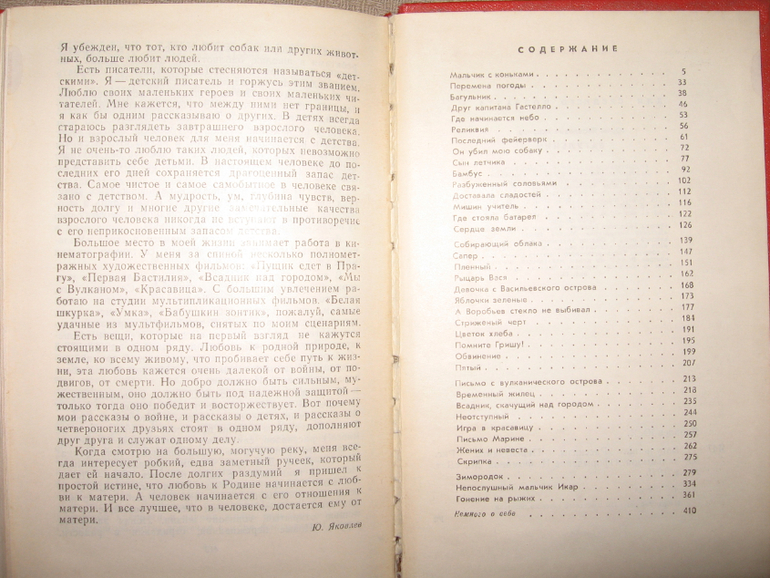 Я убежден, что тот, кто любит собак или других живот-
ных, больше любит людей.
Есть писатели, которые стесняются называться «дет-
скими». Я — детский писатель и горжусь этим званием.
Люблю своих маленьких героев и своих маленьких чи-
тателей. Мне кажется, что между ними нет границы, и
я как бы одним рассказываю о других. В детях всегда
стараюсь разглядеть завтрашнего взрослого человека.
Но и взрослый человек для меня начинается с детства.
Я не очень-то люблю таких людей, которых невозможно
представить себе детьми. В настоящем человеке до по-
следних его дней сохраняется драгоценный запас дет-
ства. Самое чистое и самое самобытное в человеке связа-
но с детством. А мудрость, ум, глубина чувств, верность
долгу и многие другие замечательные качества
взрослого человека никогда не вступают в противоречие
с его неприкосновенным запасом детства.
Большое место в моей жизни занимает работа в ки-
нематографии. У меня за спиной несколько полномет-
ражных художественных фильмов: «Пущик едет в Пра-
гу», «Первая Бастилия», «Всадник над городом», «Мы
с Вулканом», «Красавица». С большим увлечением ра-
ботаю на студии мультипликационных фильмов. «Белая
шкурка», «Умка», «Бабушкин зонтик», пожалуй, самые
удачные из мультфильмов, снятых по моим сценариям.
Есть вещи, которые на первый взгляд не кажутся
стоящими в одном ряду. Любовь к родной природе, к
земле, ко всему живому, что пробивает себе путь к жиз-
ни, эта любовь кажется очень далекой от войны, от по-
двигов, от смерти. Но добро должно быть сильным, му-
жественным, оно должно быть под надежной защитой —
только тогда оно победит и восторжествует. Вот почему
мои рассказы о войне, и рассказы о детях, и рассказы о
четвероногих друзьях стоят в одном ряду, дополняют
друг друга и служат одному делу.
Когда смотрю на большую, могучую реку, меня все-
гда интересует робкий, едва заметный ручеек, который
дает ей начало. После долгих раздумий я пришел к
простой истине, что любовь к Родине начинается с люб-
ви к матери. А человек начинается с его отношения к
матери. И все лучшее, что в человеке, достается ему от
матери.
Ю. Яковлев
СОДЕРЖАНИЕ
Мальчик с коньками 5
Перемена погоды 33
Багульник 38
Друг капитана Гастелло 46
Где начинается небо 53
Реликвия 56
Последний фейерверк 61
Он убил мою собаку 72
Сын летчика 77
Бамбус 92
Разбуженный соловьями 102
Доставала сладостей 112
Мишин учитель 116
Где стояла батарея 122
Сердце земли 126
Собирающий облака 139
Сапер 147
Пленный 151
Рыцарь Вася 162
Девочка с Васильевского острова 168
Яблочки зеленые 173
А Воробьев стекло не выбивал 177
Стриженый черт 184
Цветок хлеба 191
Помните Гришу! 195
Обвинение 199
Пятый 207
Письмо с вулканического острова 213
Временный жилец 218
Всадник, скачущий над городом 235
Неотступный 244
Игра в красавицу 250
Письмо Марине 257
Жених и невеста 262
Скрипка 275
Зимородок 279
Непослушный мальчик Икар 334
Гонение на рыжих 361
Немного о себе 410